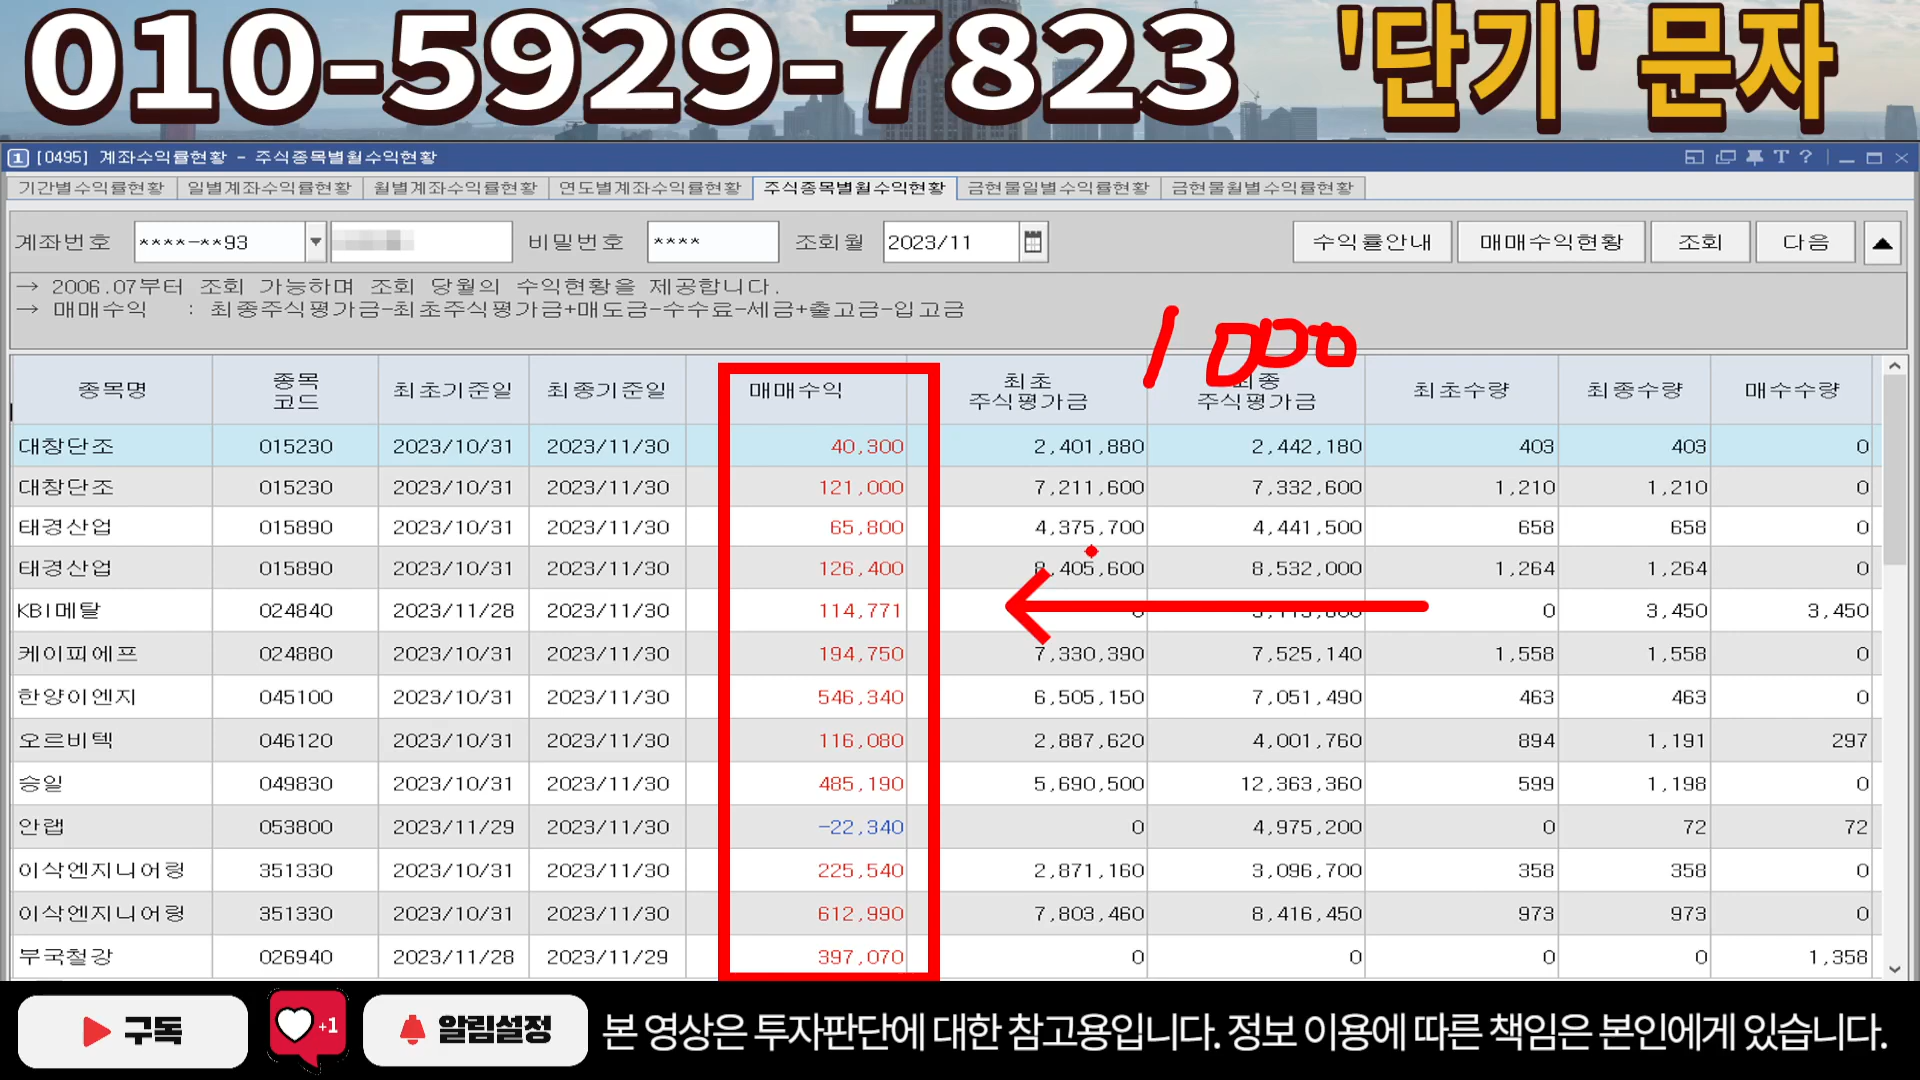 010-5929-7823 '단기' 문자
1 [0495] 계좌수익률현황 - 주식종목별월수익현황
기간별수익률현황 일별계좌수익률현황 월별계좌수익률현황 연도별계좌수익률현황 주식종목별월수익현황 금현물일별수익률현황 금현물월별수익률현황
계좌번호 ****-**93 비밀번호 **** 조회월 2023/11 수익률안내 매매수익현황 조회 다음
→ 2006.07부터 조회 가능하며 조회 당월의 수익현황을 제공합니다.
→ 매매수익 : 최종주식평가금-최초주식평가금+매도금-수수료-세금+출고금-입고금
1000
종목명 종목코드 최초기준일 최종기준일 매매수익 최초주식평가금 최종주식평가금 최초수량 최종수량 매수수량
대창단조 015230 2023/10/31 2023/11/30 40,300 2,401,880 2,442,180 403 403 0
대창단조 015230 2023/10/31 2023/11/30 121,000 7,211,600 7,332,600 1,210 1,210 0
태경산업 015890 2023/10/31 2023/11/30 65,800 4,375,700 4,441,500 658 658 0
태경산업 015890 2023/10/31 2023/11/30 126,400 8,405,600 8,532,000 1,264 1,264 0
KBI메탈 024840 2023/11/28 2023/11/30 114,771 0 0 3,450 3,450
케이피에프 024880 2023/10/31 2023/11/30 194,750 7,330,390 7,525,140 1,558 1,558 0
한양이엔지 045100 2023/10/31 2023/11/30 546,340 6,505,150 7,051,490 463 463 0
오르비텍 046120 2023/10/31 2023/11/30 116,080 2,887,620 4,001,760 894 1,191 297
승일 049830 2023/10/31 2023/11/30 485,190 5,690,500 12,363,360 599 1,198 0
안랩 053800 2023/11/29 2023/11/30 -22,340 0 4,975,200 0 72 72
이삭엔지니어링 351330 2023/10/31 2023/11/30 225,540 2,871,160 3,096,700 358 358 0
이삭엔지니어링 351330 2023/10/31 2023/11/30 612,990 7,803,460 8,416,450 973 973 0
부국철강 026940 2023/11/28 2023/11/29 397,070 0 0 0 0 1,358
구독 +1 알림설정 본 영상은 투자판단에 대한 참고용입니다. 정보 이용에 따른 책임은 본인에게 있습니다.